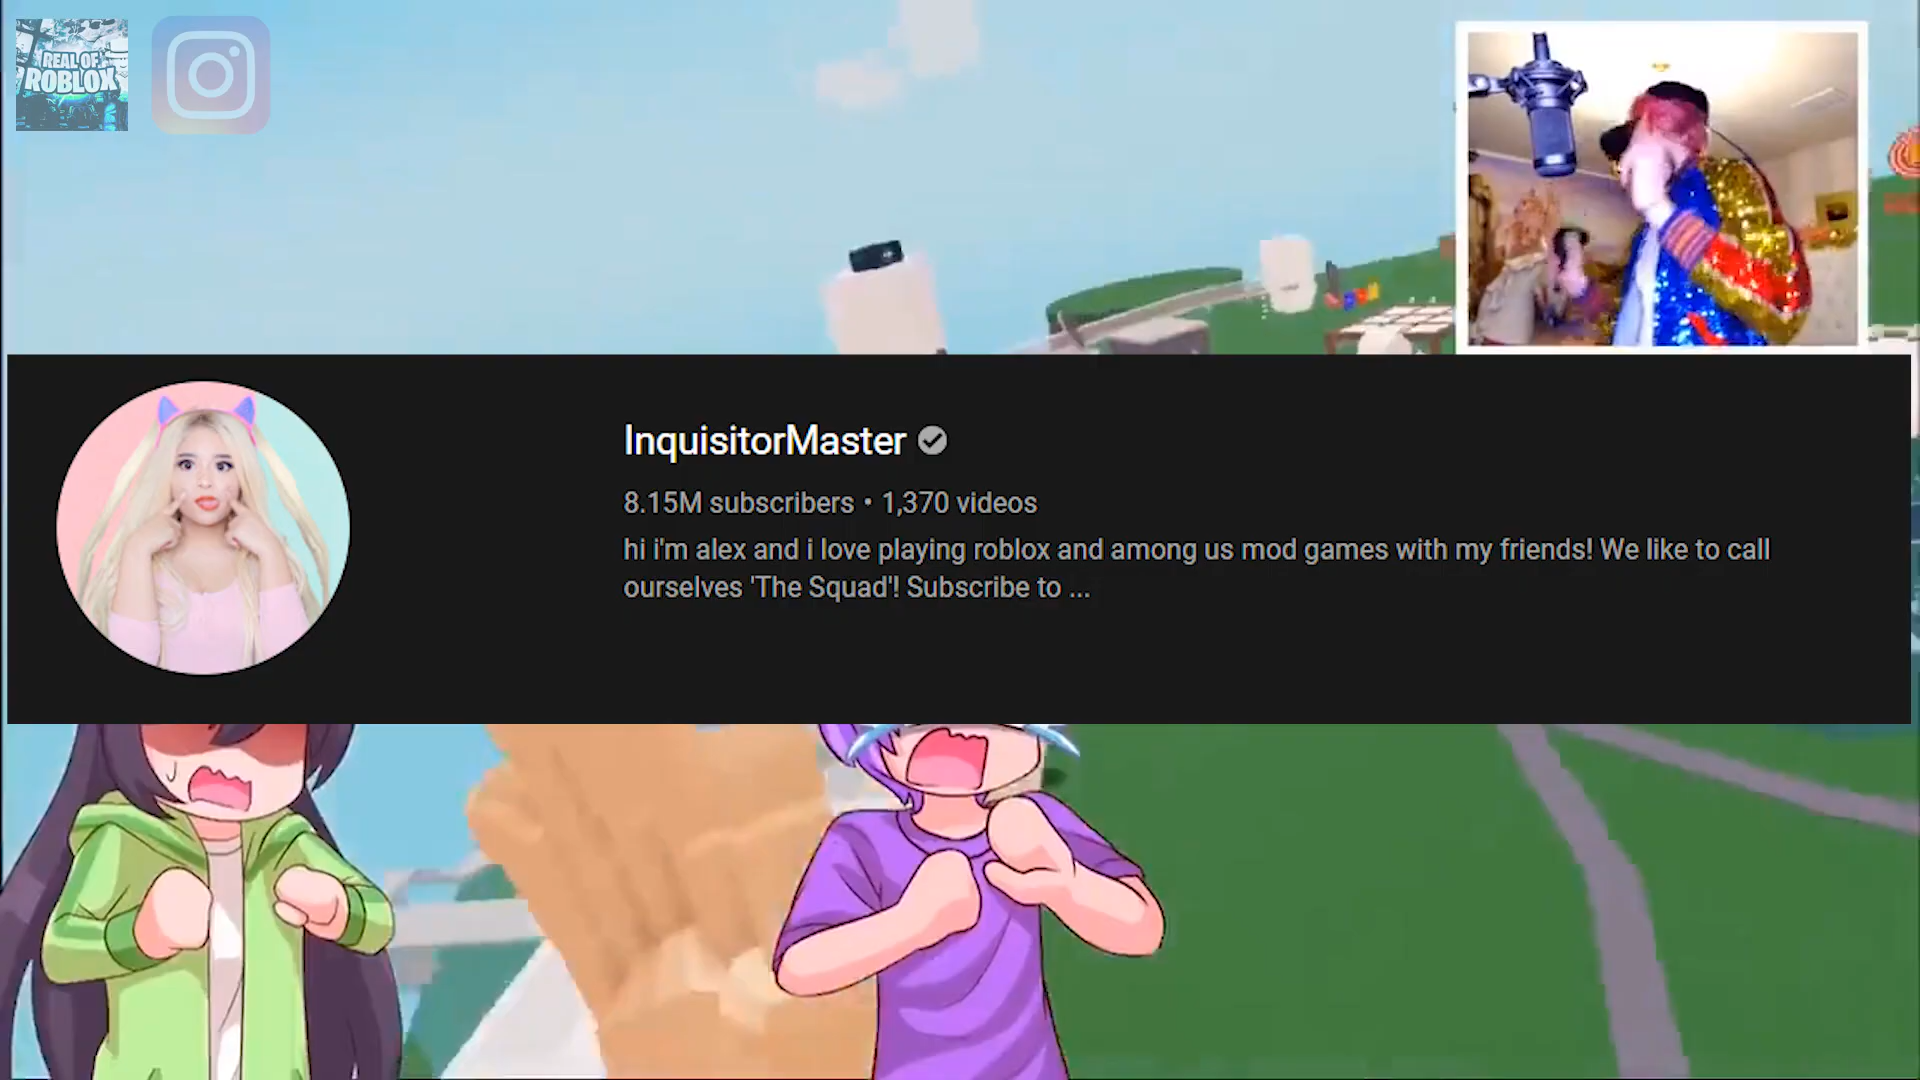 REAL OF
ROBLOX
InquisitorMaster
8.15M subscribers • 1,370 videos
hi i'm alex and i love playing roblox and among us mod games with my friends! We like to call
ourselves 'The Squad'! Subscribe to ...